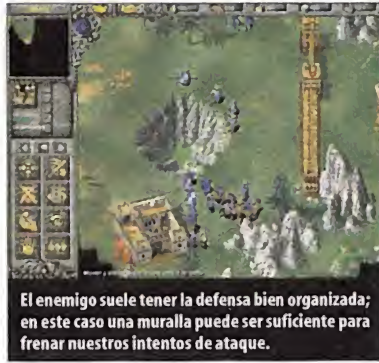 El enemigo suele tener la defensa bien organizada;
en este caso una muralla puede ser suficiente para
frenar nuestros intentos de ataque.